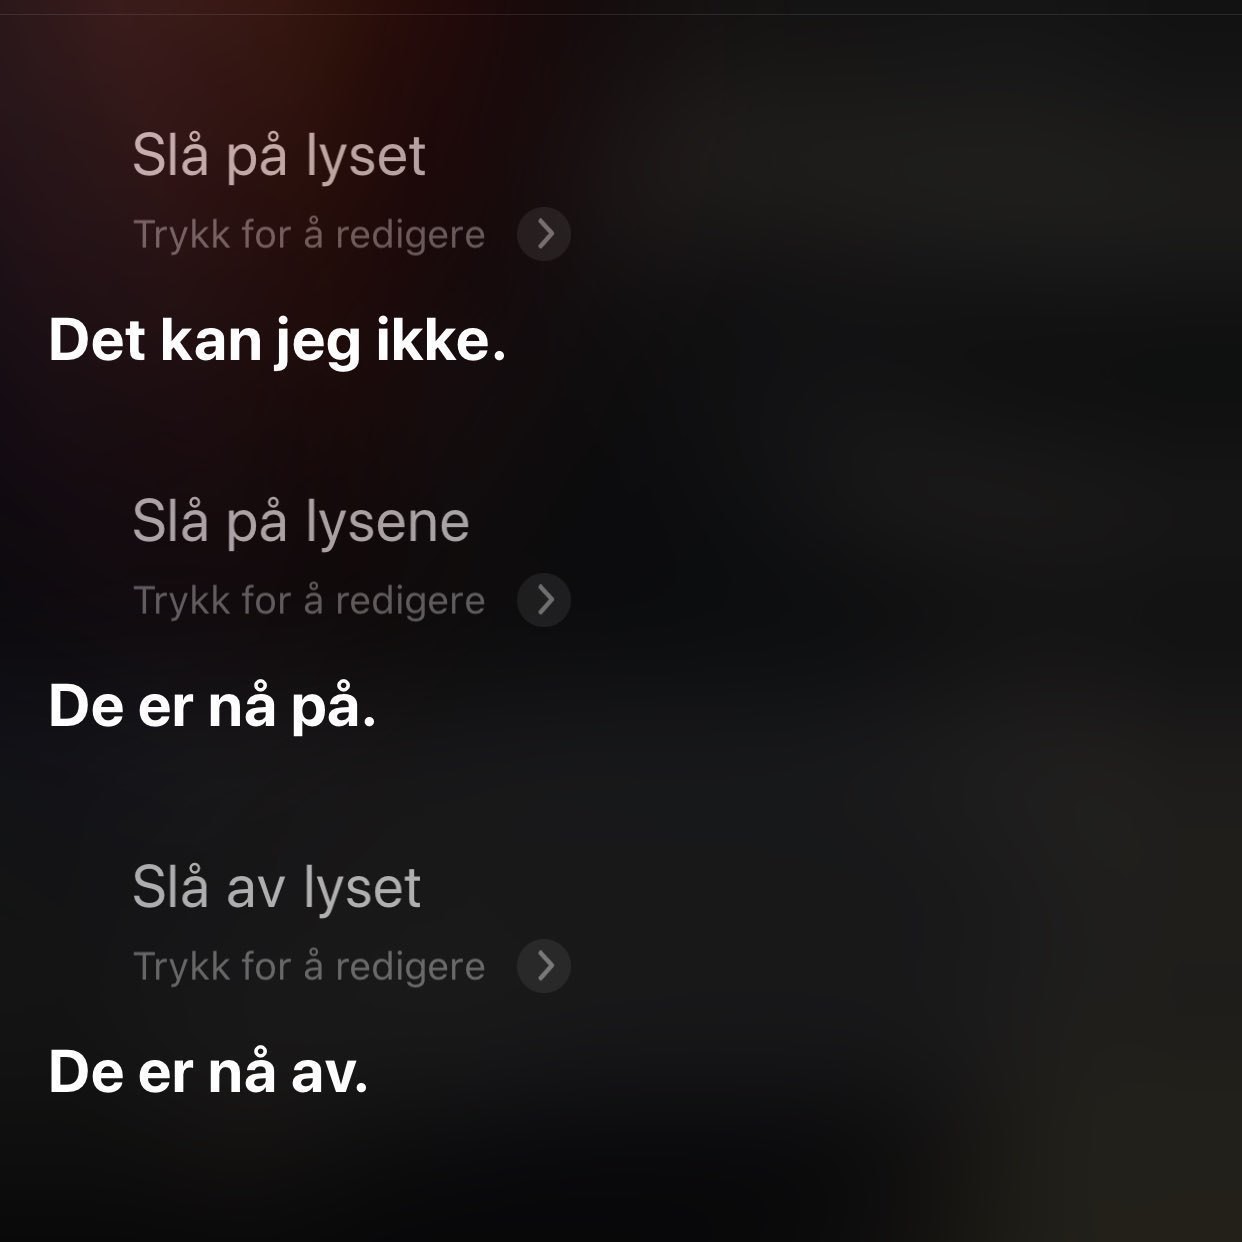 Slå på lyset
Trykk for å redigere
Det kan jeg ikke.
Slå på lysene
Trykk for å redigere
De er nå på.
Slå av lyset
Trykk for å redigere
De er nå av.